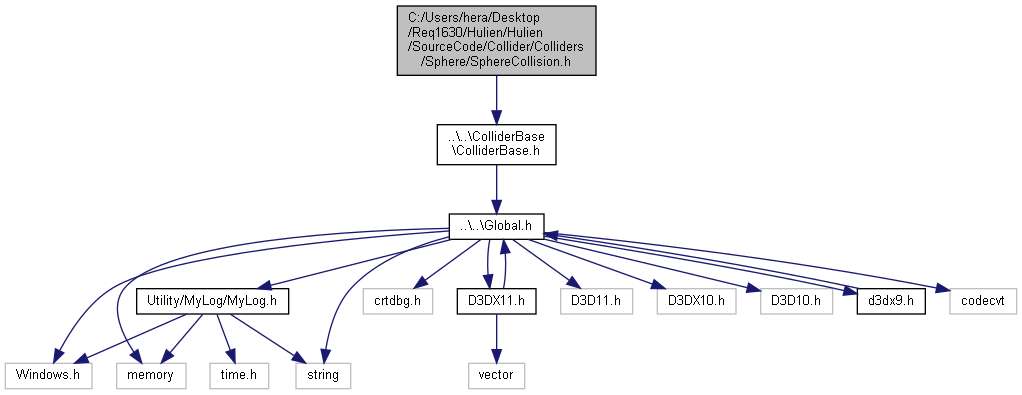 C:/Users/hera/Desktop
/Req1630/Hulien/Hulien
/SourceCode/Collider/Colliders
/Sphere/SphereCollision.h
..\..\ColliderBase
\ColliderBase.h
..\..\Global.h
Utility/MyLog/MyLog.h
crtdbg.h
D3DX11.h
D3D11.h
D3DX10.h
D3D10.h
d3dx9.h
codecvt
Windows.h
memory
time.h
string
vector